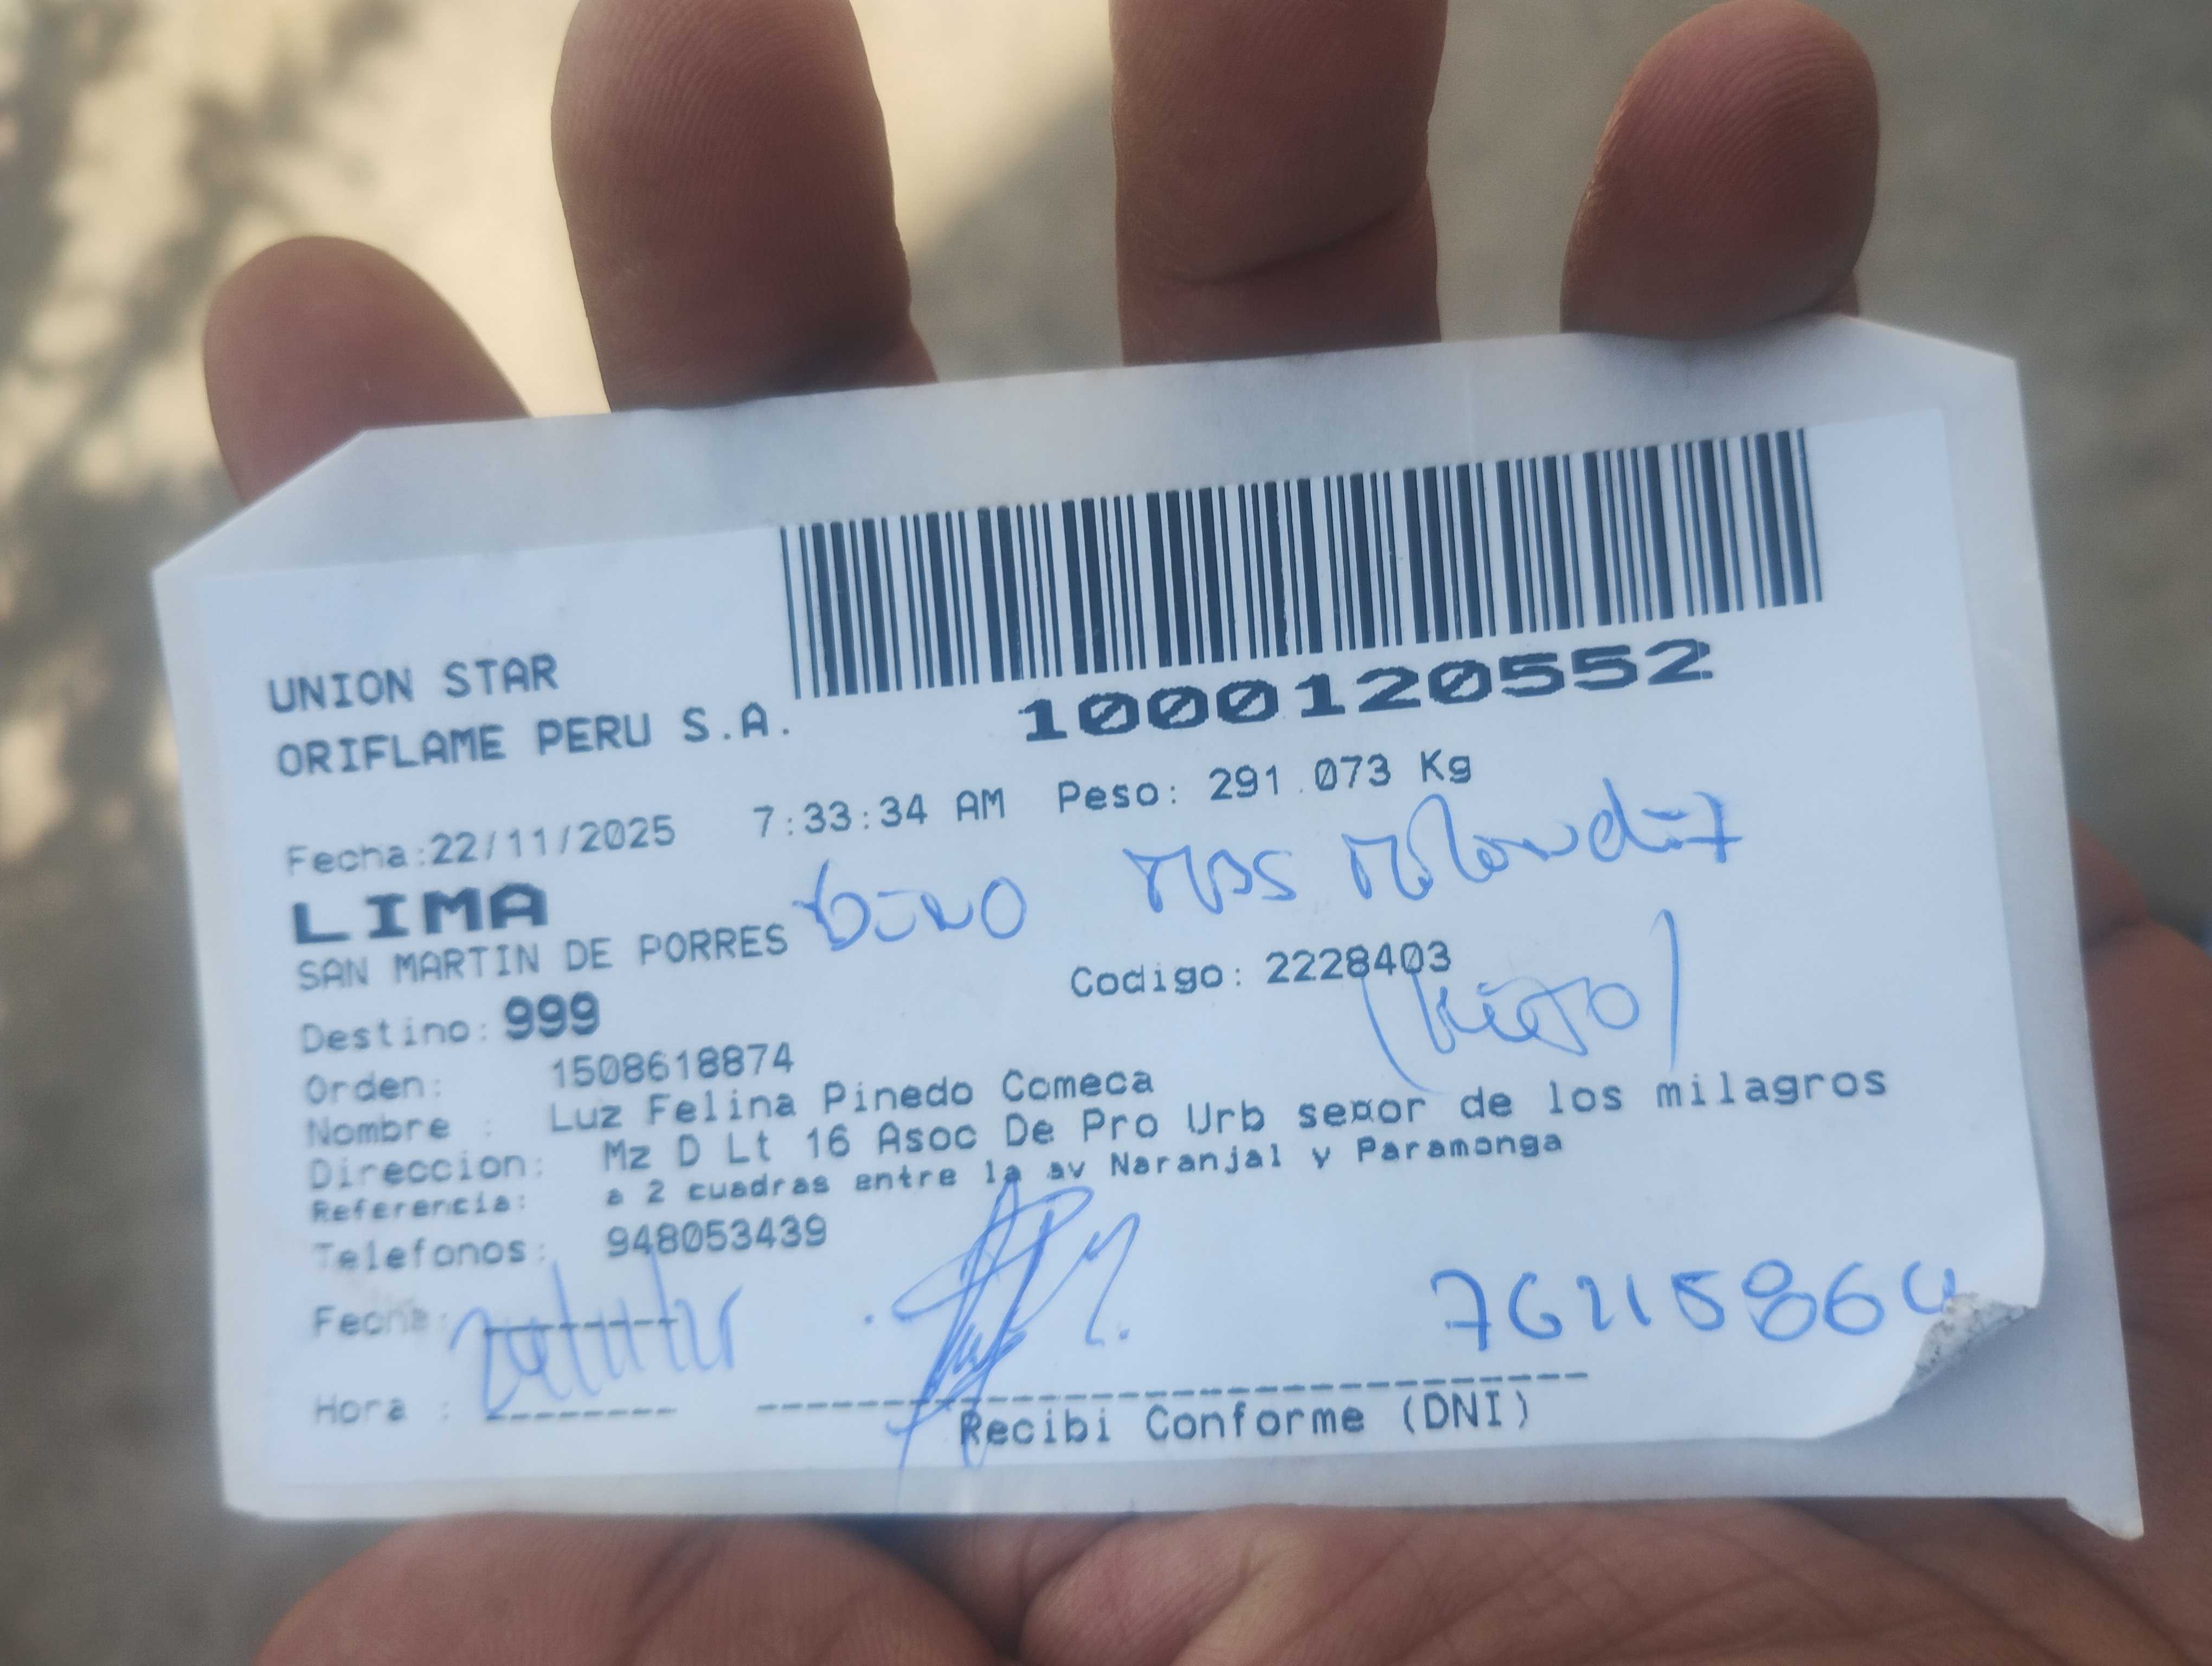 1000120552
UNION STAR
ORIFLAME PERU S.A.
Fecha:22/11/2025 7:33:34 AM Peso: 291.073 Kg
LIMA
SAN MARTIN DE PORRES
Destino: 999 Codigo: 2228403
Orden: 1508618874
Nombre : Luz Felina Pinedo Comeca
Direccion: Mz D Lt 16 Asoc De Pro Urb se¤or de los milagros
Referencia: a 2 cuadras entre la av Naranjal y Paramonga
Telefonos: 948053439
Fecha:
Hora :
Recibi Conforme (DNI)